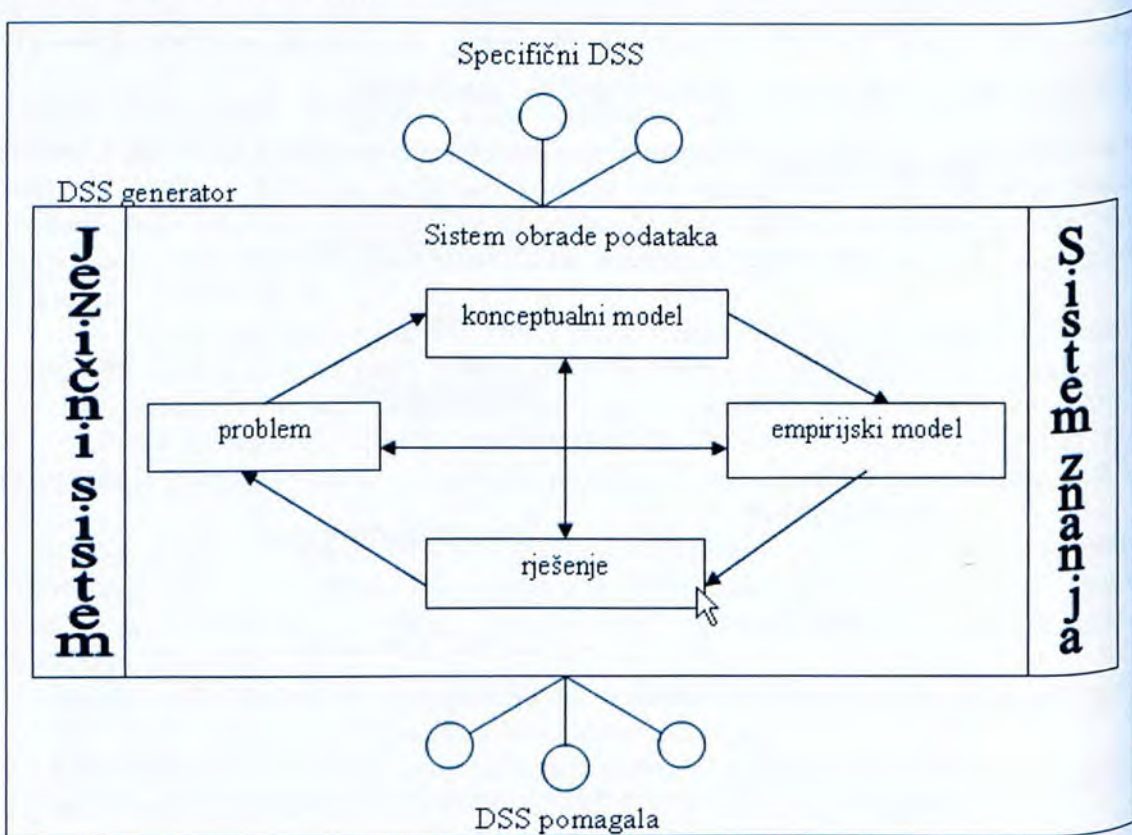 Specifični DSS
DSS generator
Jezični sistem
Sistem obrade podataka
konceptualni model
problem
empirijski model
rješenje
Sistem znanja
DSS pomagala